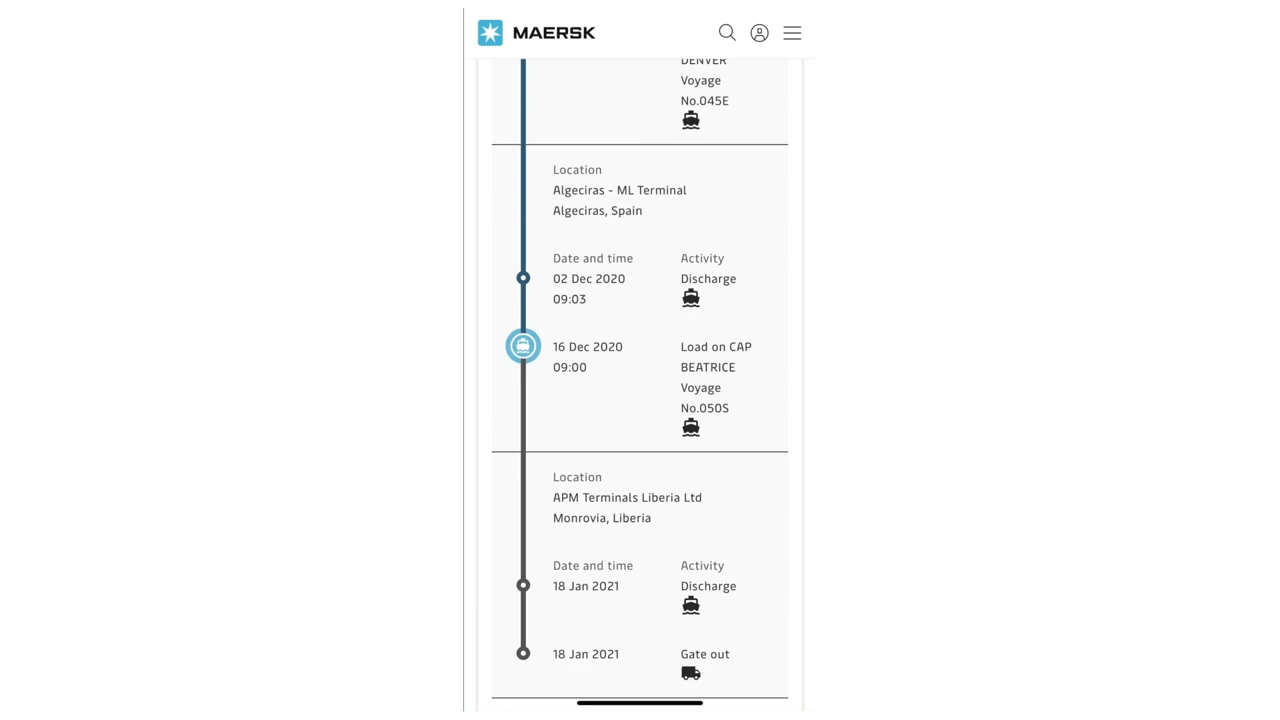 MAERSK
DENVER
Voyage
No.045E
Location
Algeciras - ML Terminal
Algeciras, Spain
Date and time
Activity
02 Dec 2020
09:03
Discharge
16 Dec 2020
09:00
Load on CAP
BEATRICE
Voyage
No.050S
Location
APM Terminals Liberia Ltd
Monrovia, Liberia
Date and time
Activity
18 Jan 2021
Discharge
18 Jan 2021
Gate out